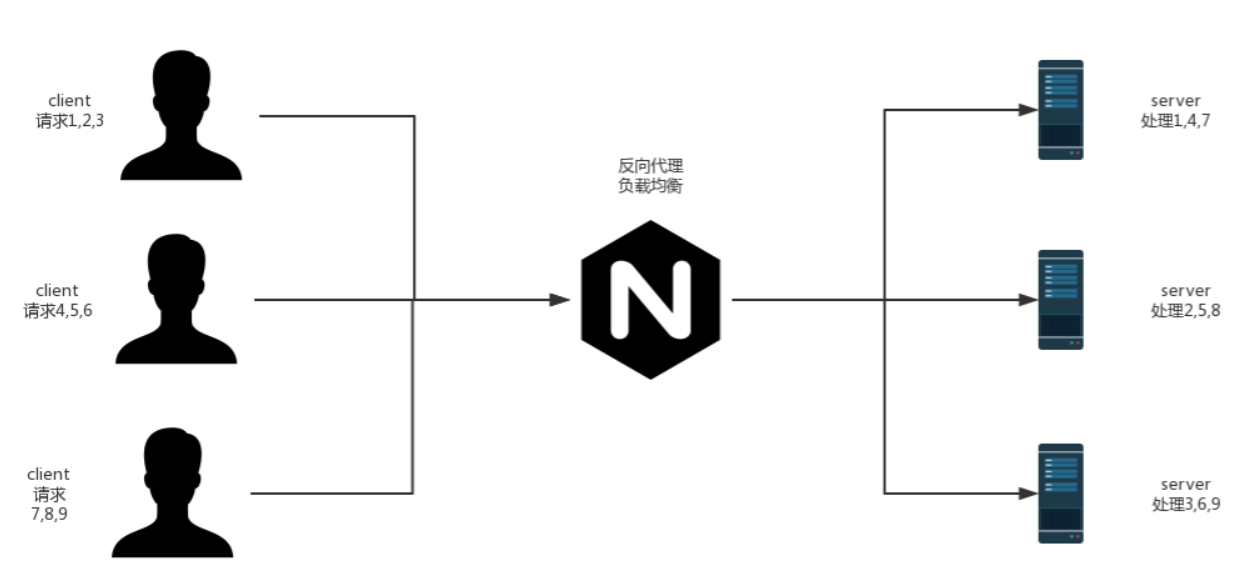 client
请求1,2,3
client
请求4,5,6
client
请求
7,8,9
反向代理
负载均衡
N
server
处理1,4,7
server
处理2,5,8
server
处理3,6,9